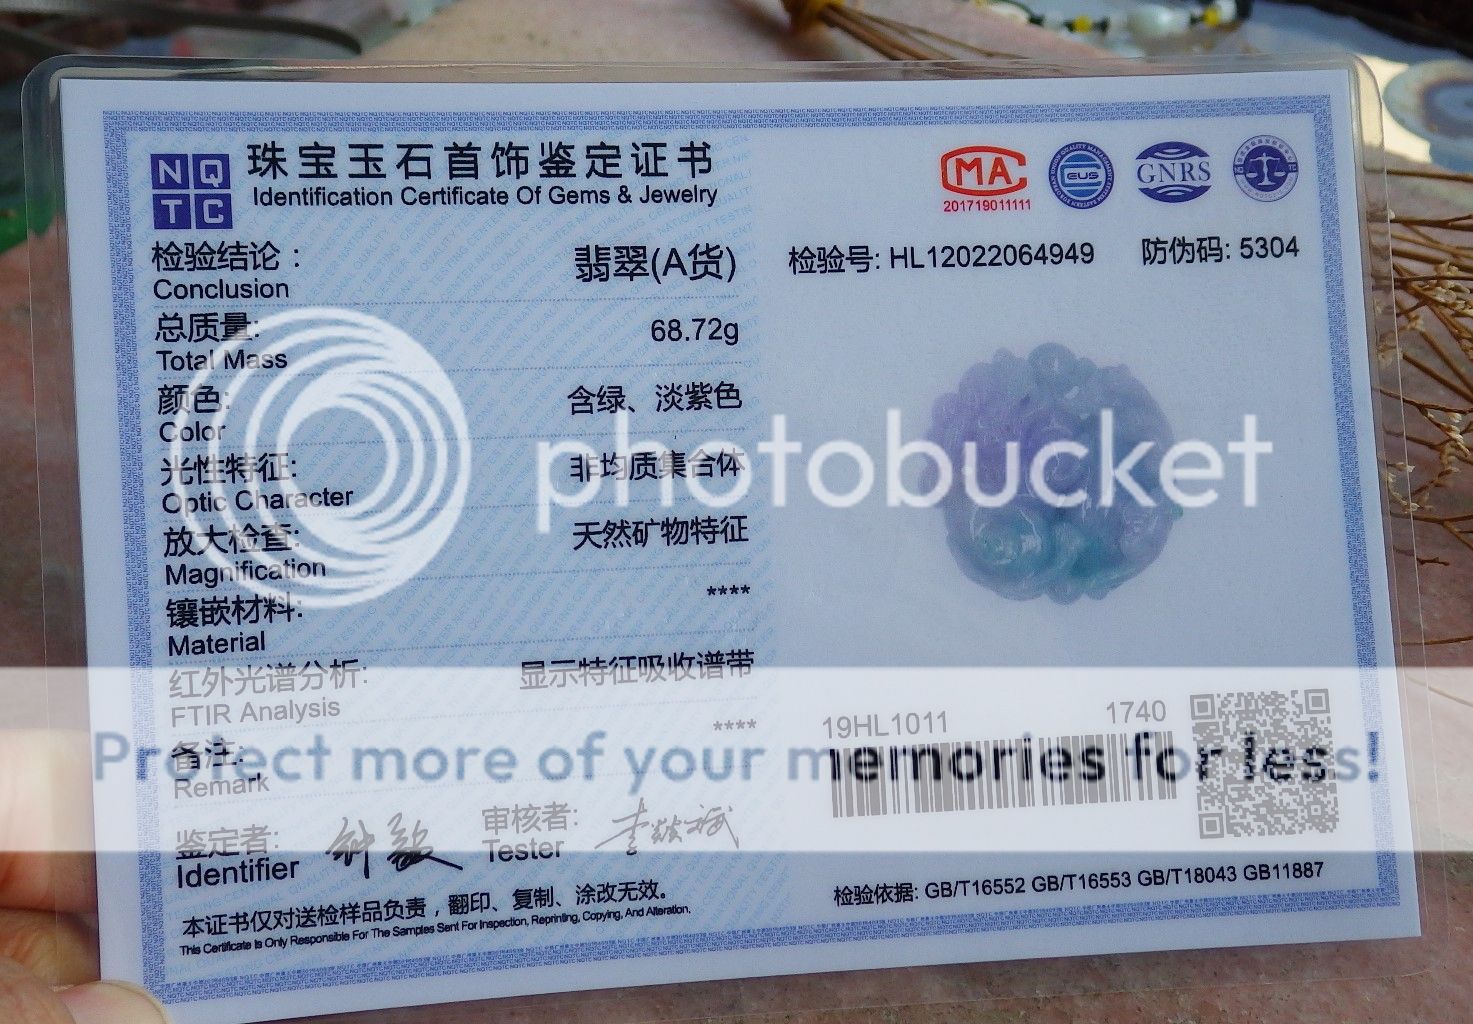 NQTC
珠宝玉石首饰鉴定证书
Identification Certificate Of Gems & Jewelry
MA
201719011111
EUS
GNRS
检验结论: 翡翠(A货)
Conclusion
检验号: HL12022064949 防伪码: 5304
总质量: 68.72g
Total Mass
颜色: 含绿、淡紫色
Color
光性特征: 非均质集合体
Optic Character
photobucket
放大检查: 天然矿物特征
Magnification
镶嵌材料: ****
Material
红外光谱分析: 显示特征吸收谱带
FTIR Analysis
19HL1011 1740
备注: ****
Remark
Protect more of your memories for less!
鉴定者:
Identifier
审核者:
Tester
检验依据: GB/T16552 GB/T16553 GB/T18043 GB11887
本证书仅对送检样品负责，翻印、复制、涂改无效。
This Certificate Is Only Responsible For The Samples Sent For Inspection, Reprinting, Copying, And Alteration.